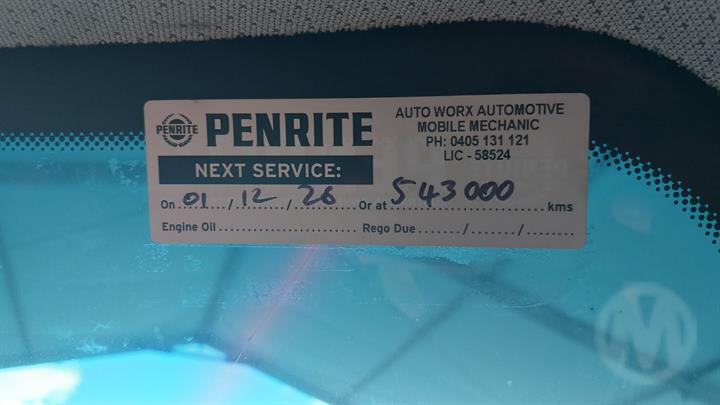 PENRITE
PENRITE
AUTO WORX AUTOMOTIVE
MOBILE MECHANIC
PH: 0405 131 121
LIC - 58524
NEXT SERVICE:
On 01 / 12 / 26 Or at 543000 kms
Engine Oil Rego Due / /
M